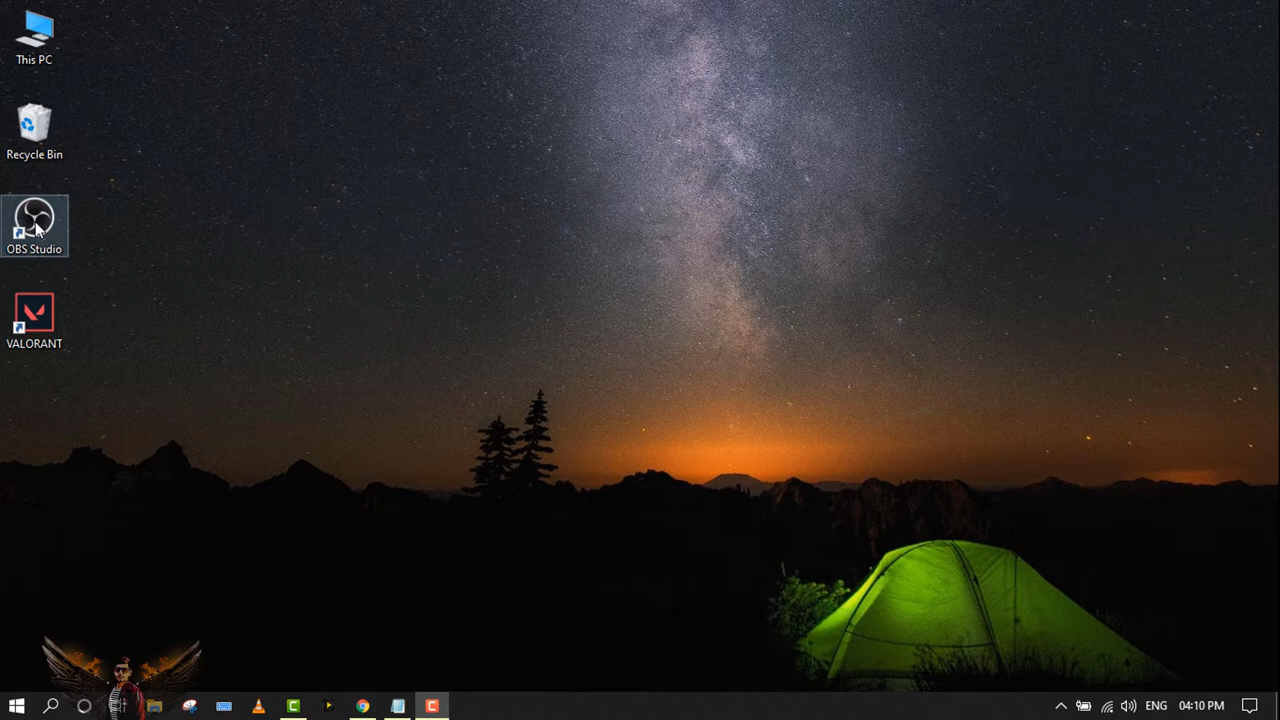 This PC
Recycle Bin
OBS Studio
VALORANT
ENG
04:10 PM